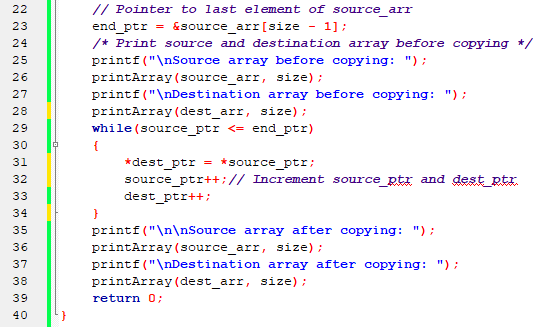 22 // Pointer to last element of source_arr
23 end_ptr = &source_arr[size - 1];
24 /* Print source and destination array before copying */
25 printf("\nSource array before copying: ");
26 printArray(source_arr, size);
27 printf("\nDestination array before copying: ");
28 printArray(dest_arr, size);
29 while(source_ptr <= end_ptr)
30 {
31 *dest_ptr = *source_ptr;
32 source_ptr++;// Increment source_ptr and dest_ptr
33 dest_ptr++;
34 }
35 printf("\n\nSource array after copying: ");
36 printArray(source_arr, size);
37 printf("\nDestination array after copying: ");
38 printArray(dest_arr, size);
39 return 0;
40 }